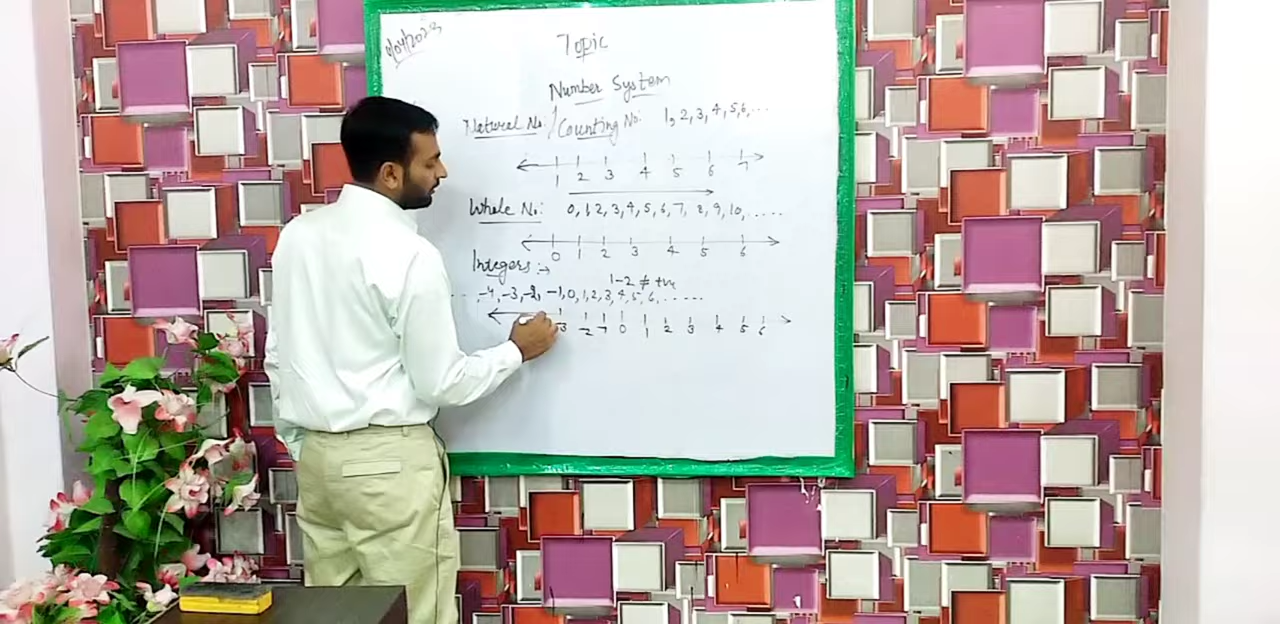 Topic
Number System
Natural No: / Counting No: 1, 2, 3, 4, 5, 6, ...
1 2 3 4 5 6 7
Whole No: 0, 1, 2, 3, 4, 5, 6, 7, 8, 9, 10, .....
0 1 2 3 4 5 6
Integers :→
1-2 ≠ +ve
.. -4, -3, -2, -1, 0, 1, 2, 3, 4, 5, 6, ......
-3 -2 -1 0 1 2 3 4 5 6